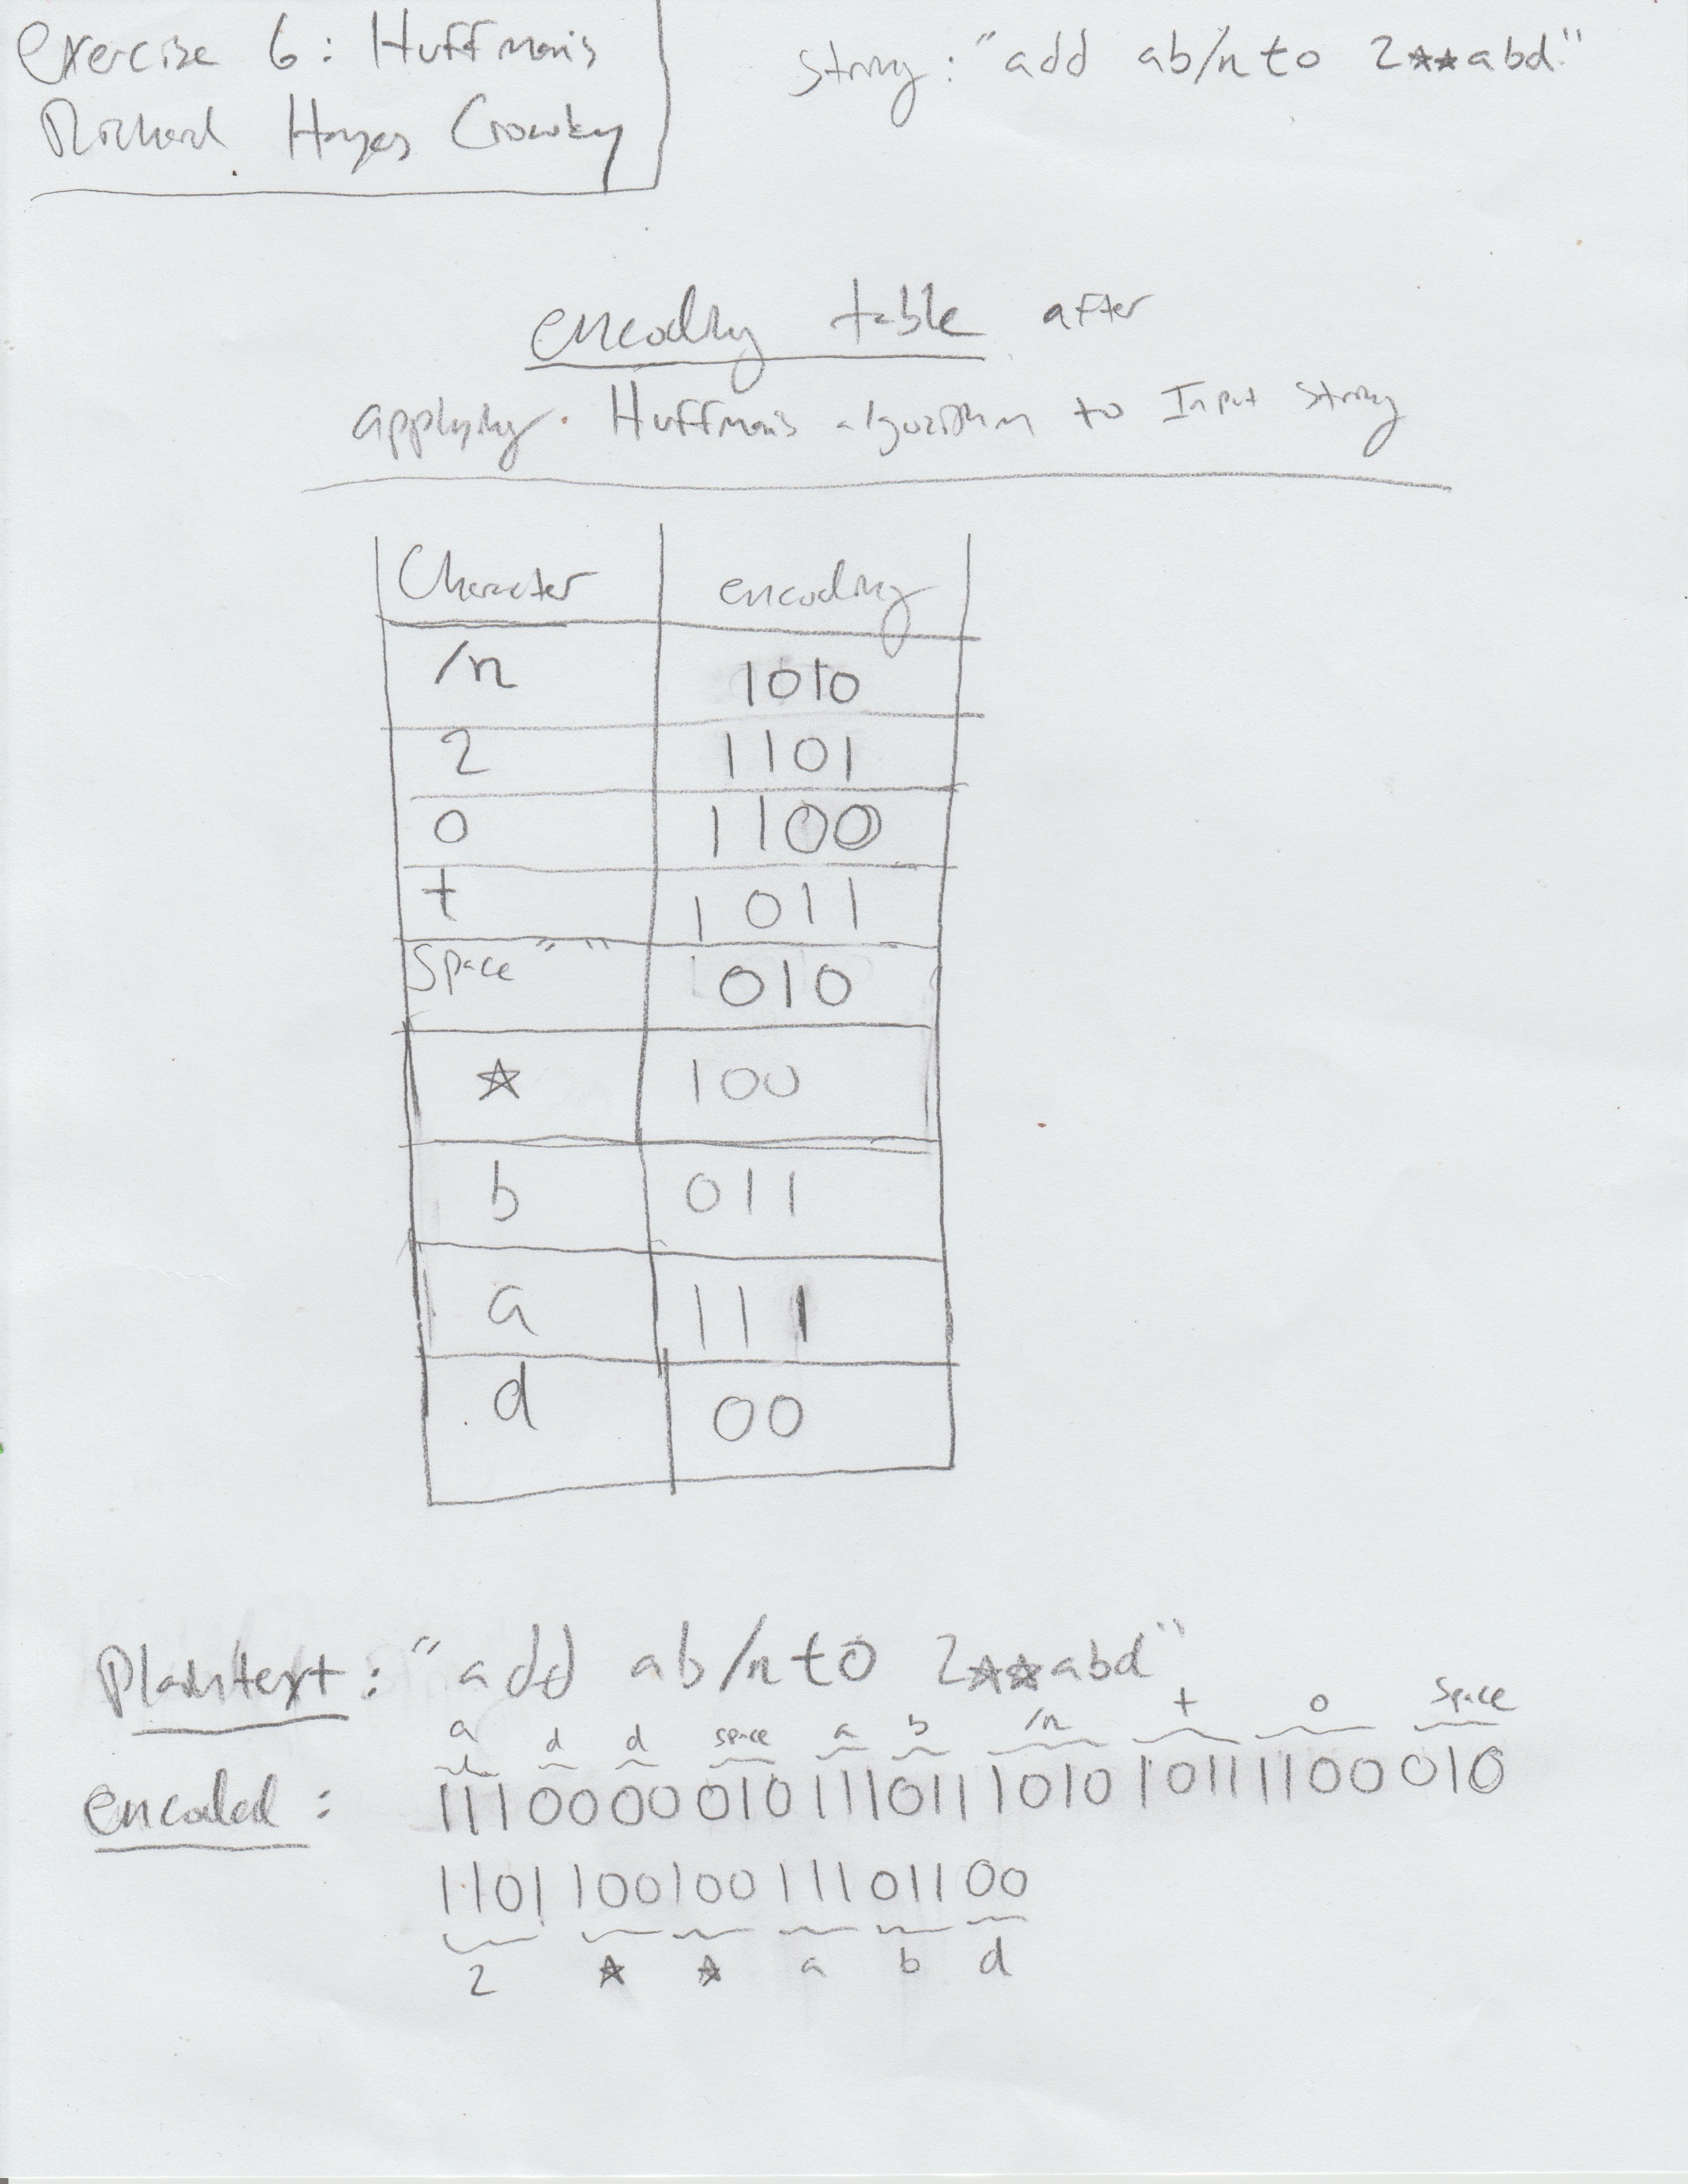 exercise 6: Huffman's
Richard Hayes Crowley
string: "add ab/n to 2**abd"
encoding table after
applying Huffman's algorithm to Input string
Character encoding
/n 1010
2 1101
o 1100
t 1011
Space " " 010
* 100
b 011
a 111
d 00
Plaintext: "add ab/n to 2**abd"
a d d space a b /n t o space
encoded: 111 00 00 010 111 011 1010 1011 1100 010
1101 100 100 111 011 00
2 * * a b d